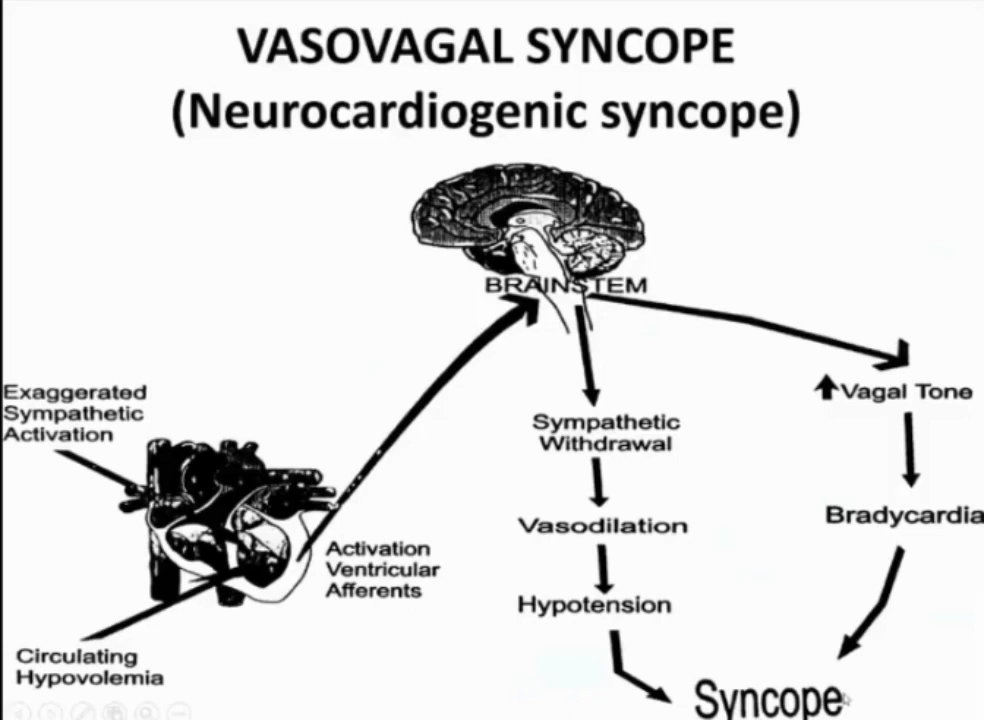 VASOVAGAL SYNCOPE
(Neurocardiogenic syncope)
BRAINSTEM
Exaggerated
Sympathetic
Activation
Vagal Tone
Sympathetic
Withdrawal
Vasodilation
Bradycardia
Activation
Ventricular
Afferents
Hypotension
Circulating
Hypovolemia
Syncope